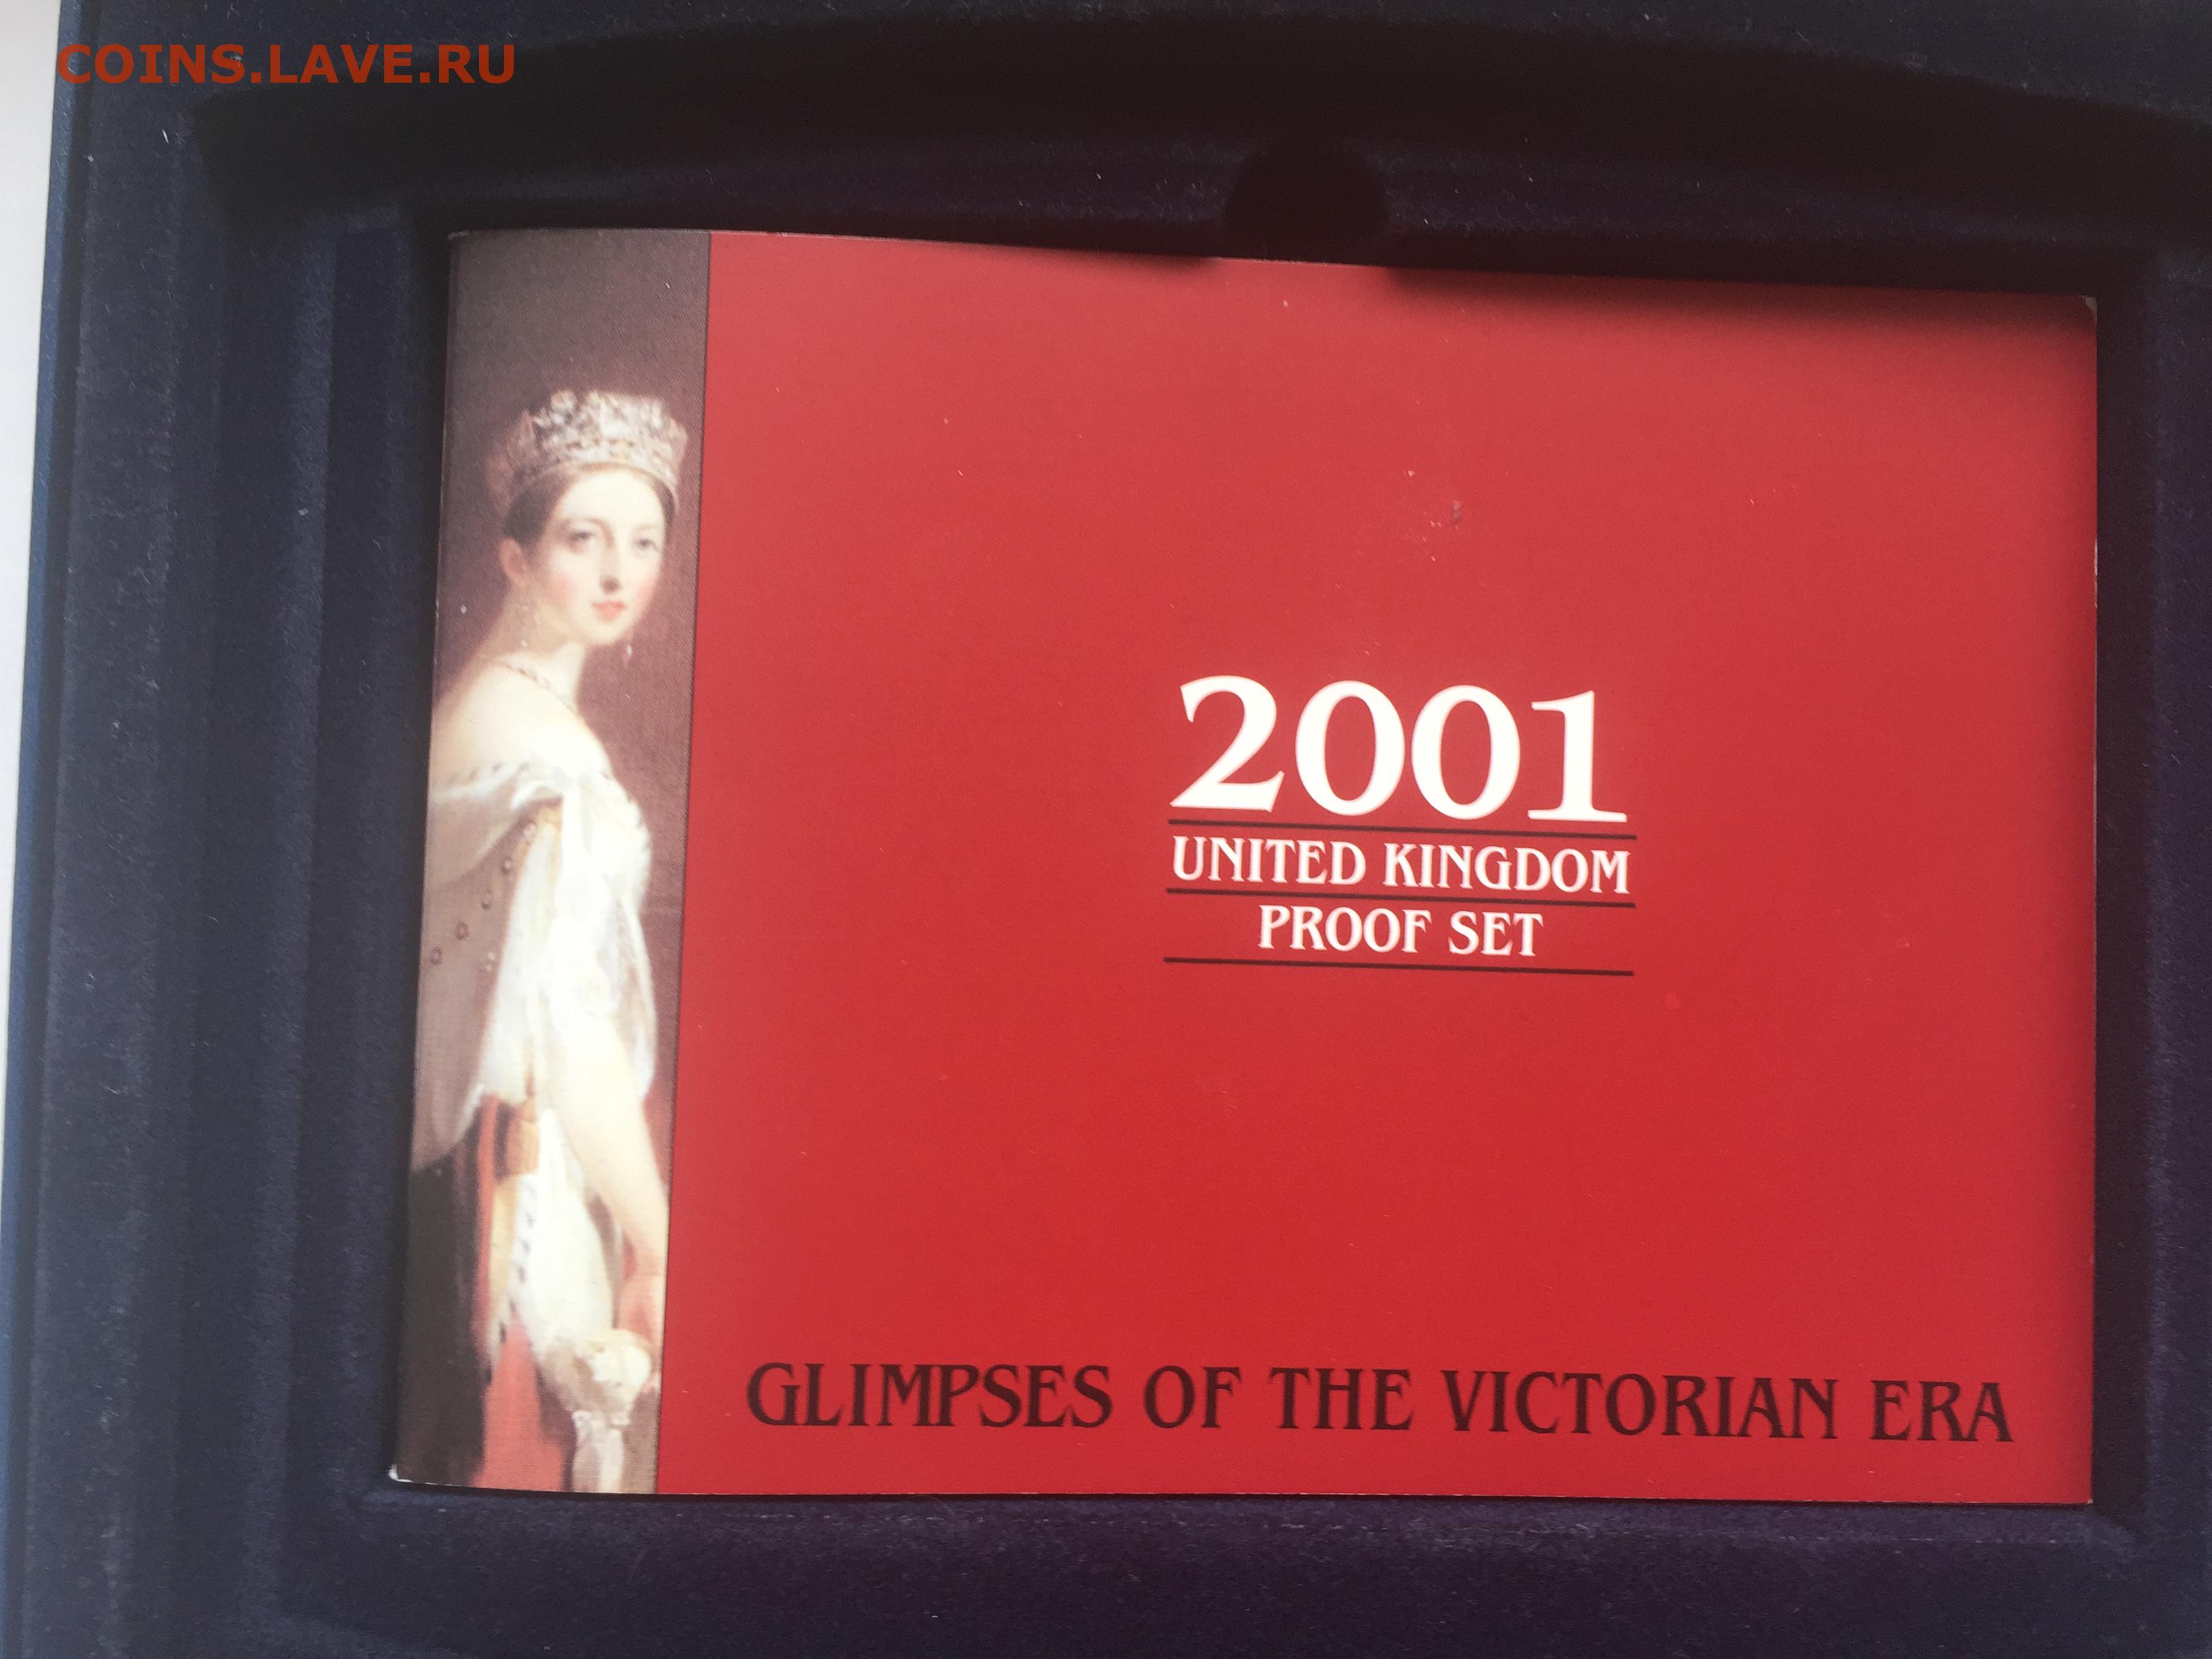 COINS.LAVE.RU
2001
UNITED KINGDOM
PROOF SET
GLIMPSES OF THE VICTORIAN ERA